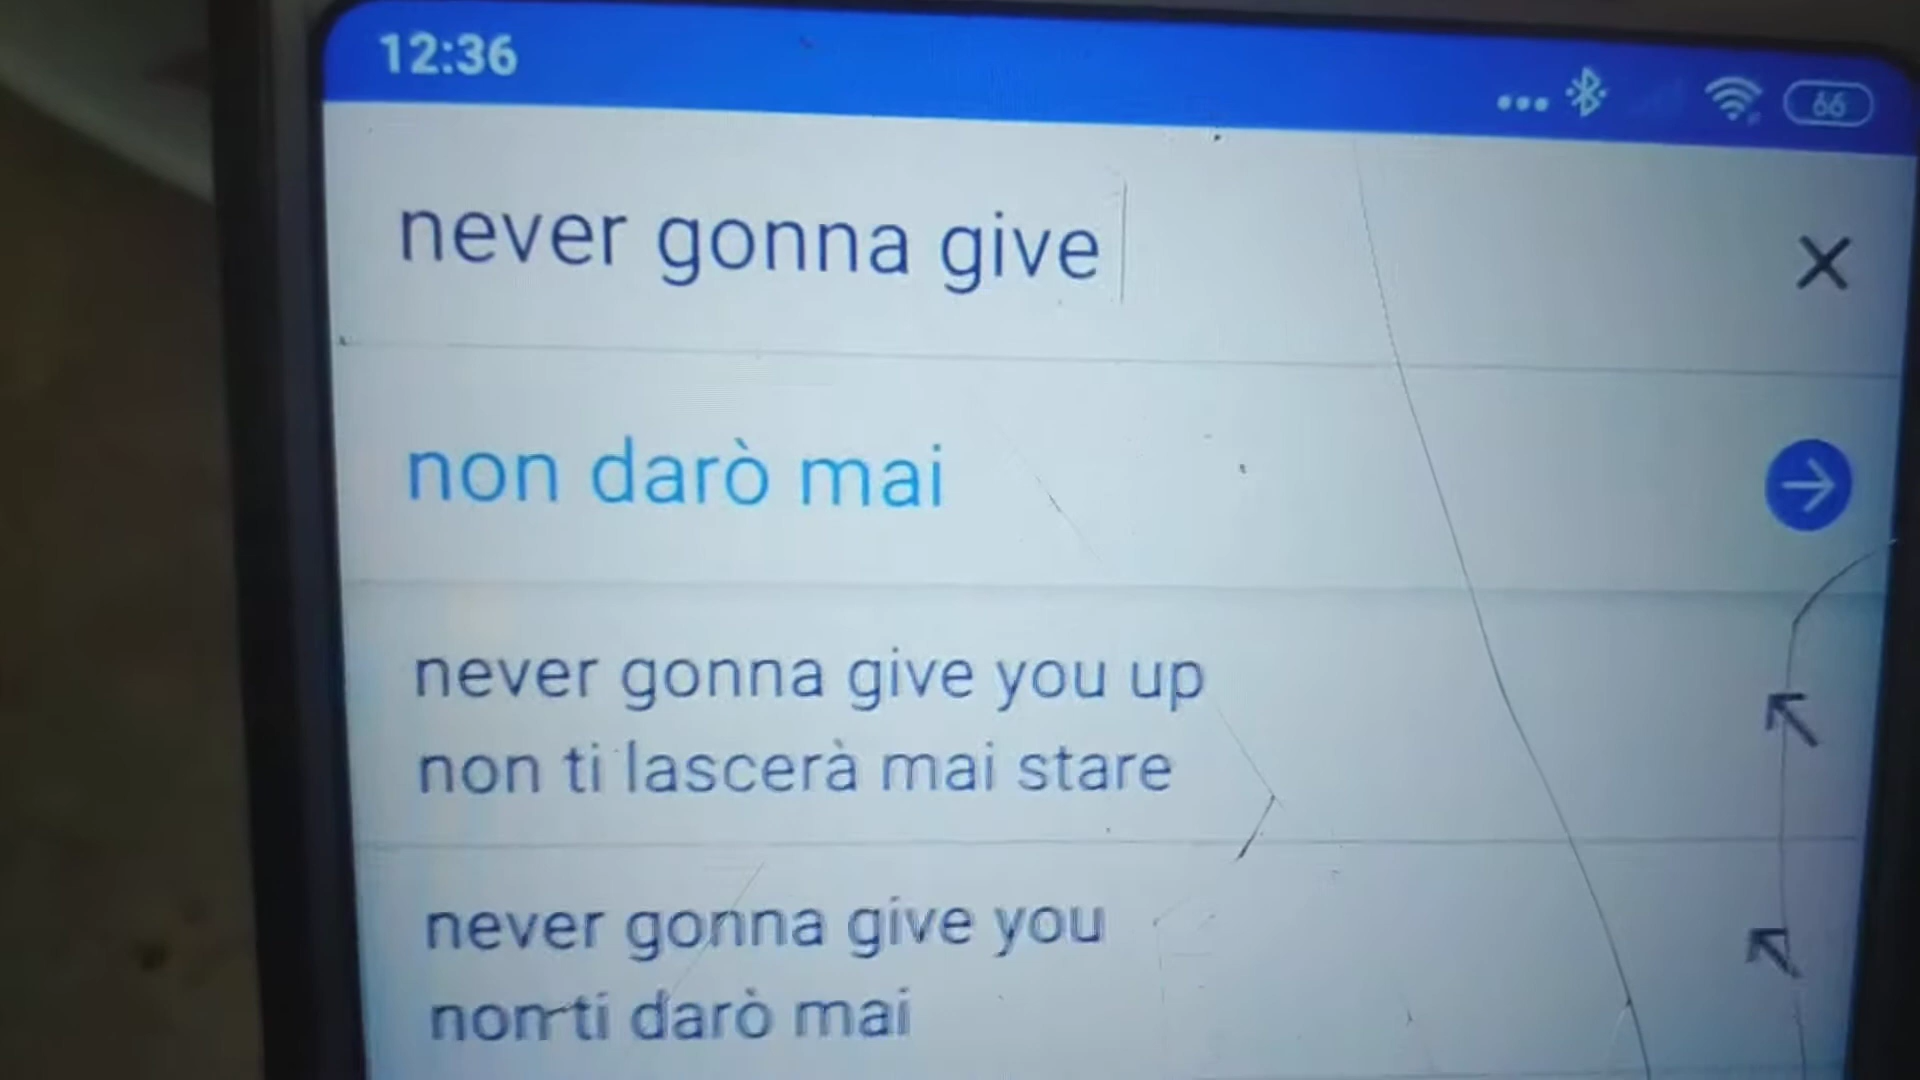 12:36
66
never gonna give
non darò mai
never gonna give you up
non ti lascerà mai stare
never gonna give you
non ti darò mai